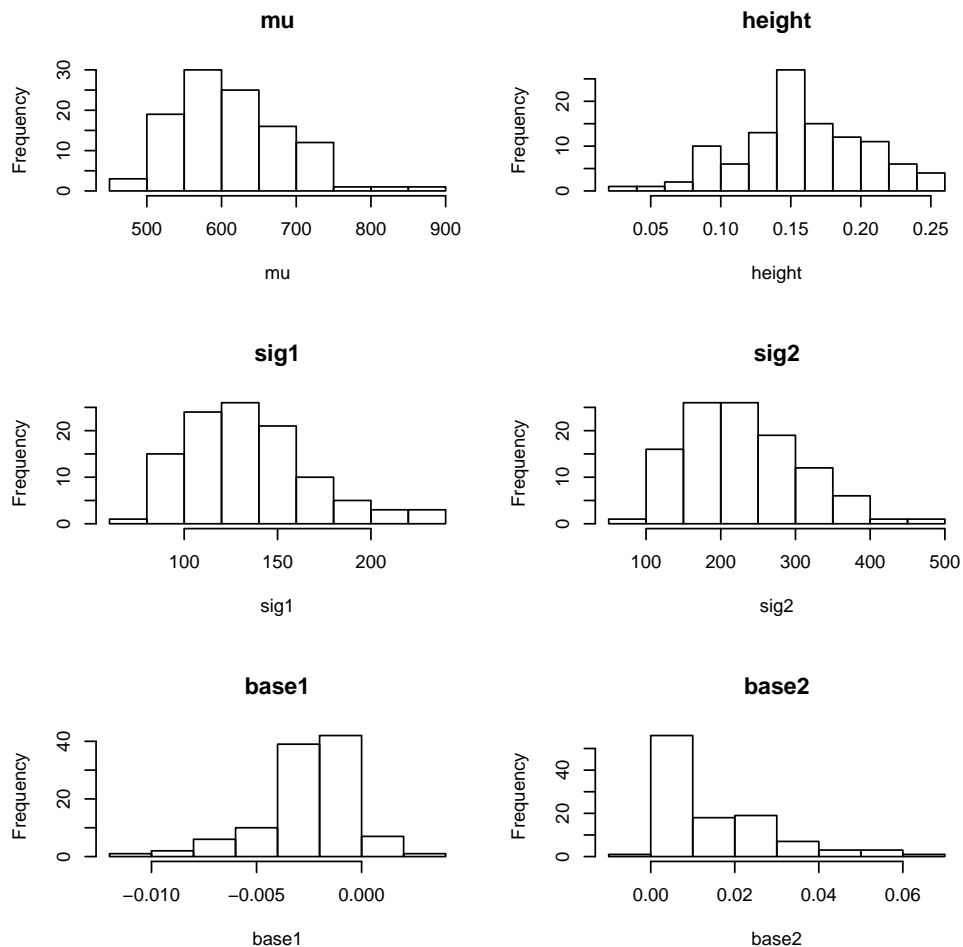 mu
Frequency
0 10 20 30
500 600 700 800 900
mu
height
Frequency
0 10 20
0.05 0.10 0.15 0.20 0.25
height
sig1
Frequency
0 10 20
100 150 200
sig1
sig2
Frequency
0 10 20
100 200 300 400 500
sig2
base1
Frequency
0 20 40
−0.010 −0.005 0.000
base1
base2
Frequency
0 20 40
0.00 0.02 0.04 0.06
base2